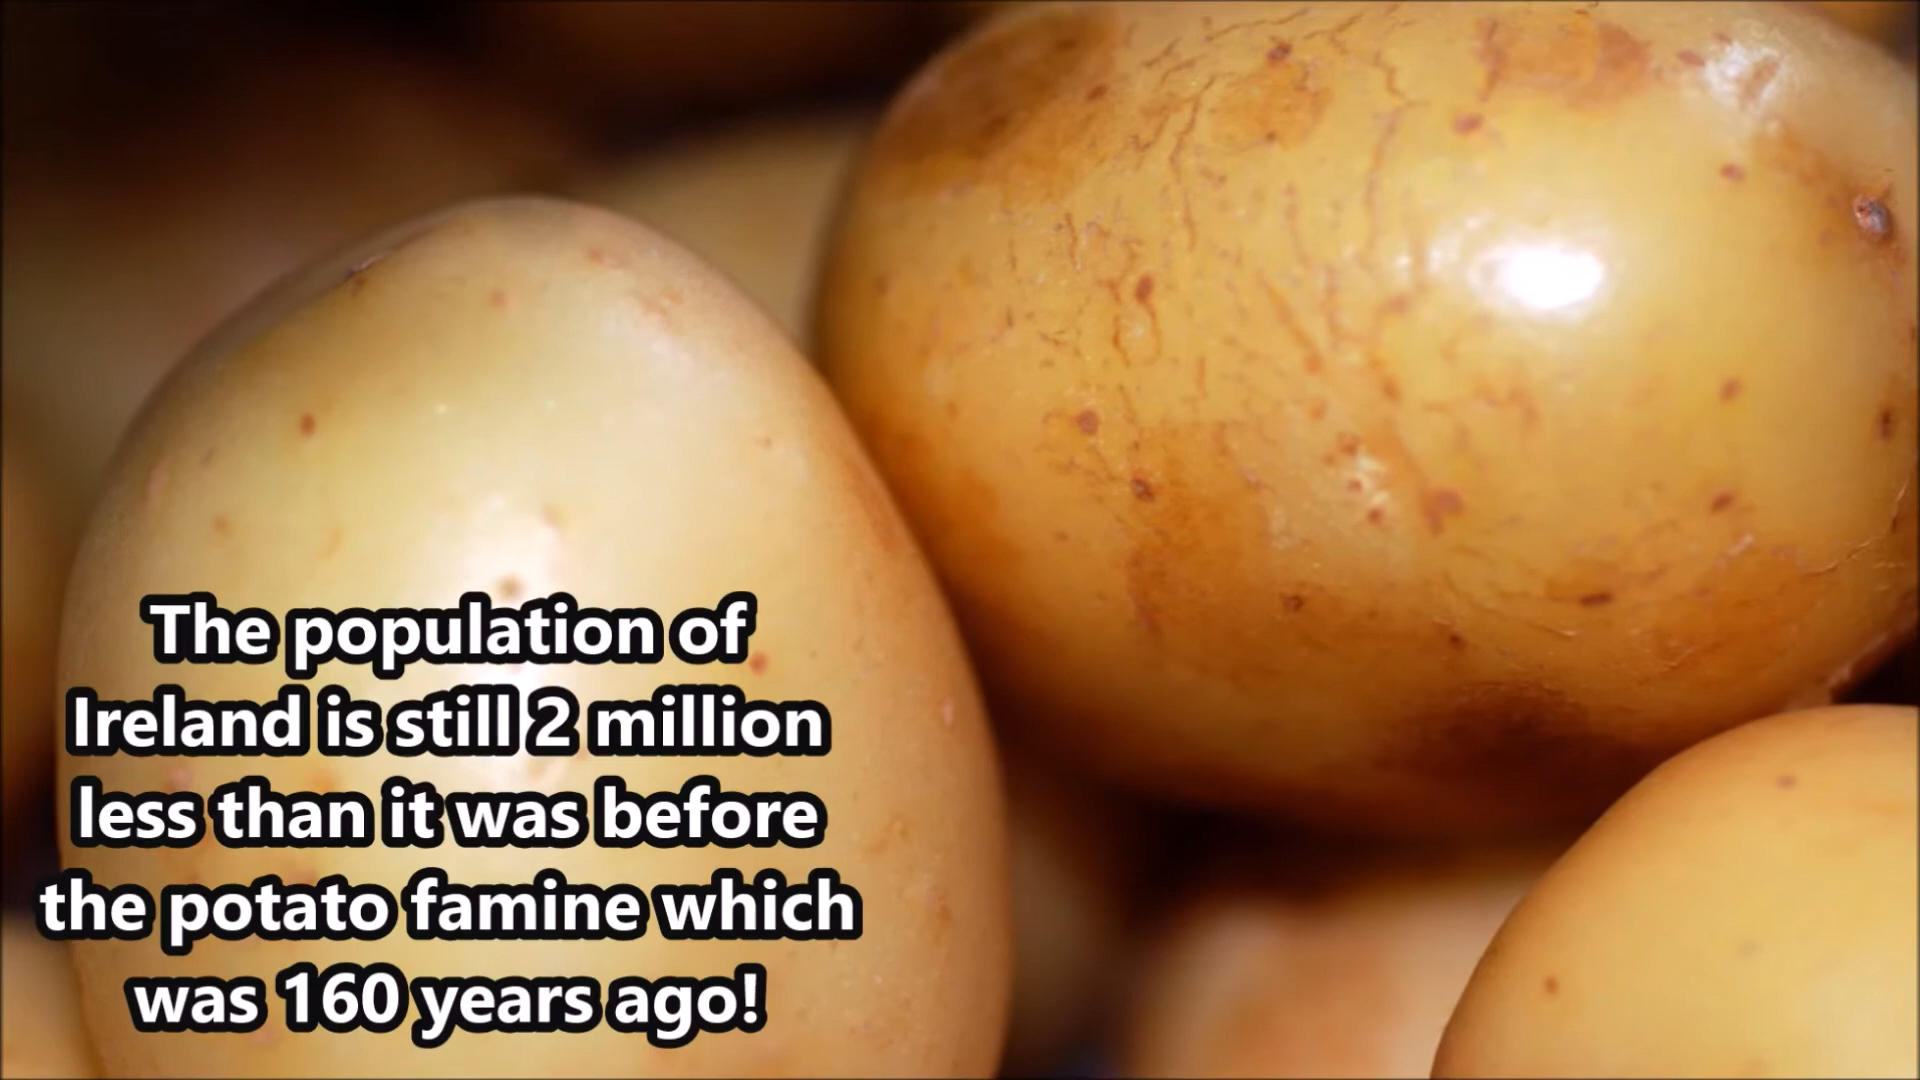 The population of
Ireland is still 2 million
less than it was before
the potato famine which
was 160 years ago!